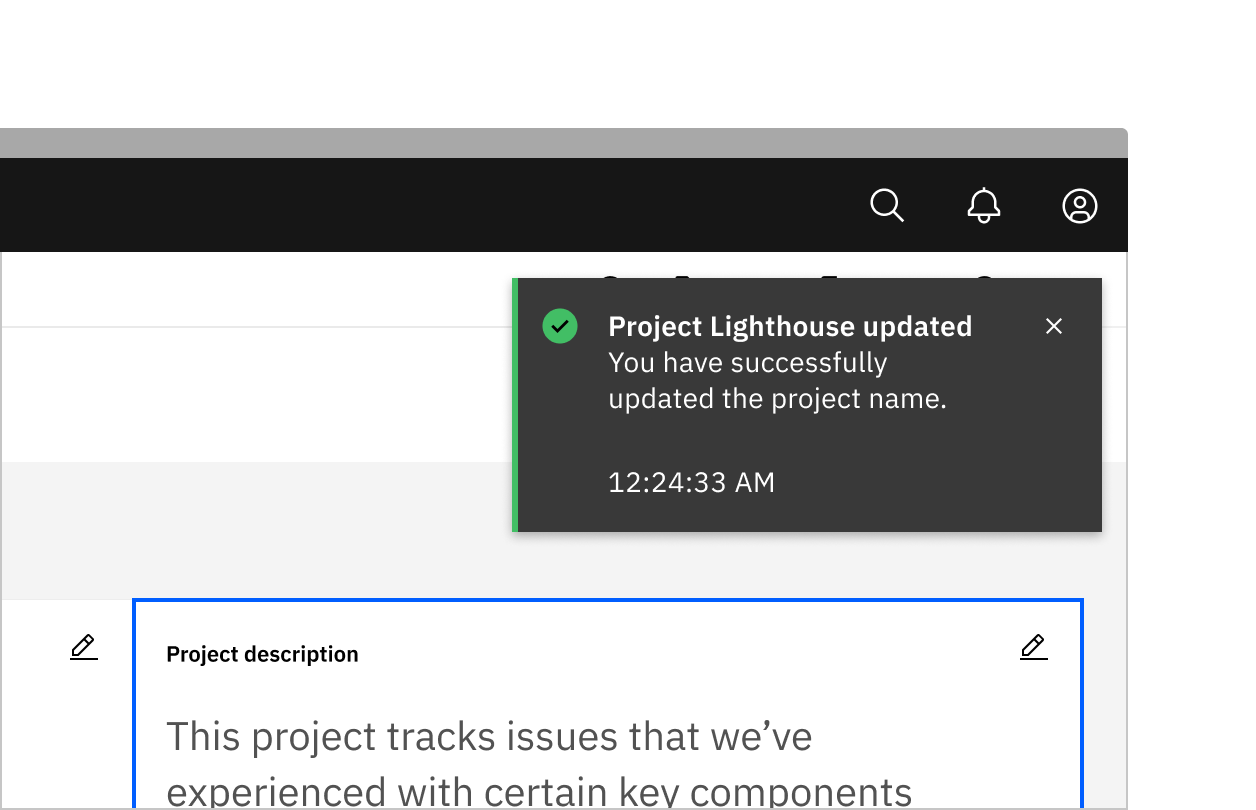 Project Lighthouse updated
You have successfully
updated the project name.
12:24:33 AM
Project description
This project tracks issues that we’ve
experienced with certain key components